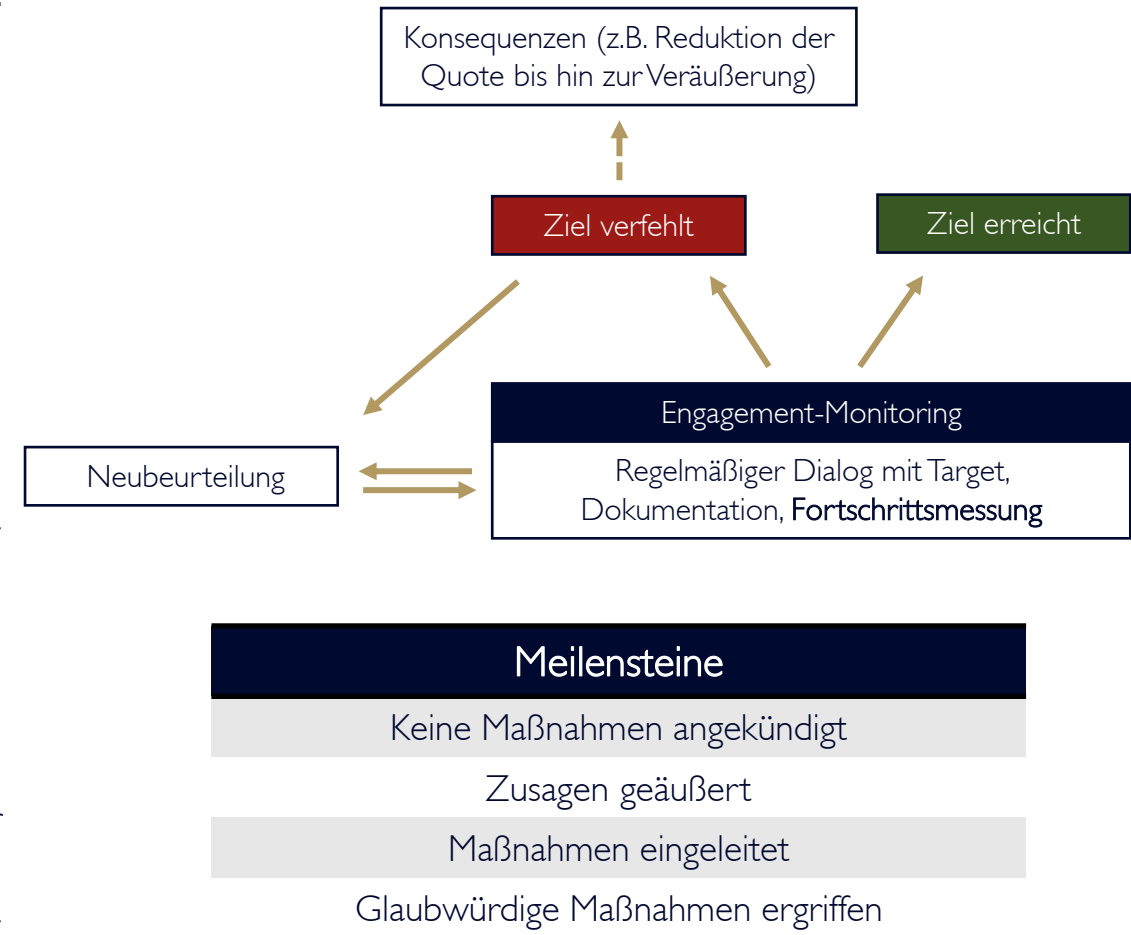 Konsequenzen (z.B. Reduktion der
Quote bis hin zur Veräußerung)
Ziel verfehlt
Ziel erreicht
Engagement-Monitoring
Neubeurteilung
Regelmäßiger Dialog mit Target,
Dokumentation, Fortschrittsmessung
Meilensteine
Keine Maßnahmen angekündigt
Zusagen geäußert
Maßnahmen eingeleitet
Glaubwürdige Maßnahmen ergriffen